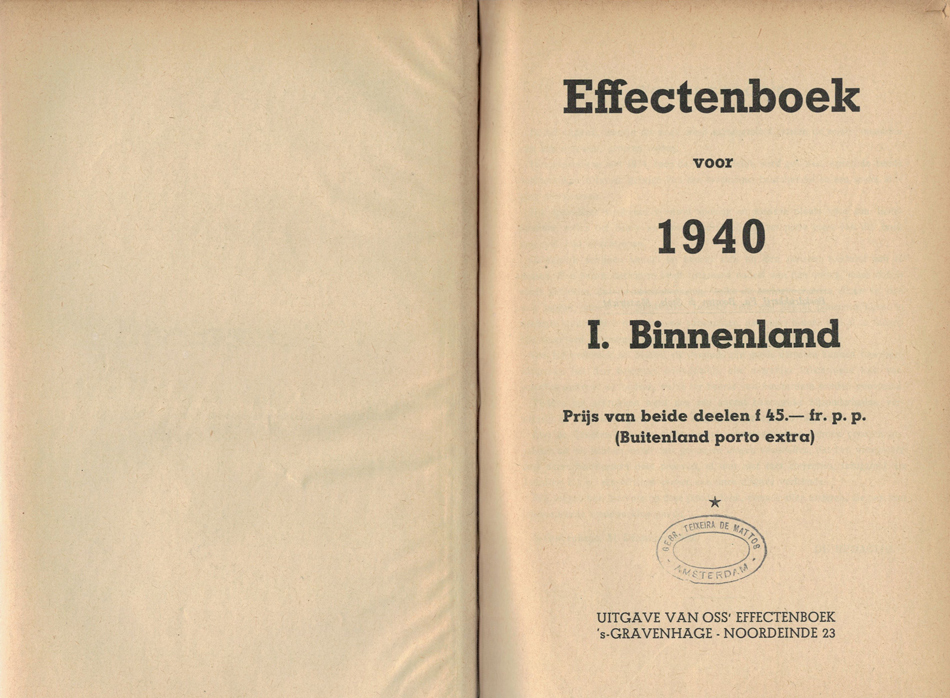 Effectenboek
voor
1940
I. Binnenland
Prijs van beide deelen f 45.— fr. p. p.
(Buitenland porto extra)
GEBR. TEIXEIRA DE MATTOS
- AMSTERDAM -
UITGAVE VAN OSS' EFFECTENBOEK
's-GRAVENHAGE - NOORDEINDE 23